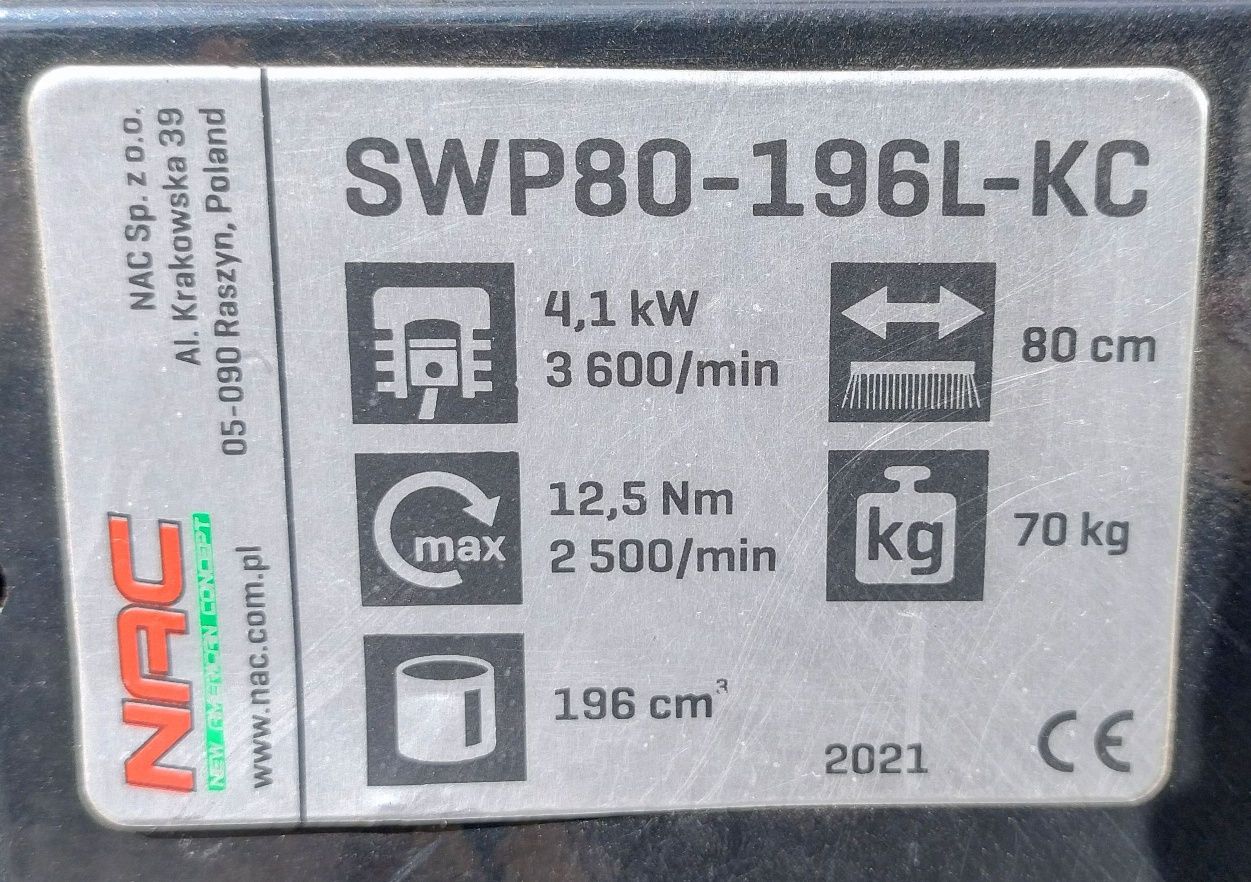 NAC Sp. z o.o.
Al. Krakowska 39
05-090 Raszyn, Poland
NAC
NEW AMERICAN CONCEPT
www.nac.com.pl
SWP80-196L-KC
4,1 kW
3 600/min
80 cm
max
12,5 Nm
2 500/min
kg
70 kg
196 cm³
2021
CE